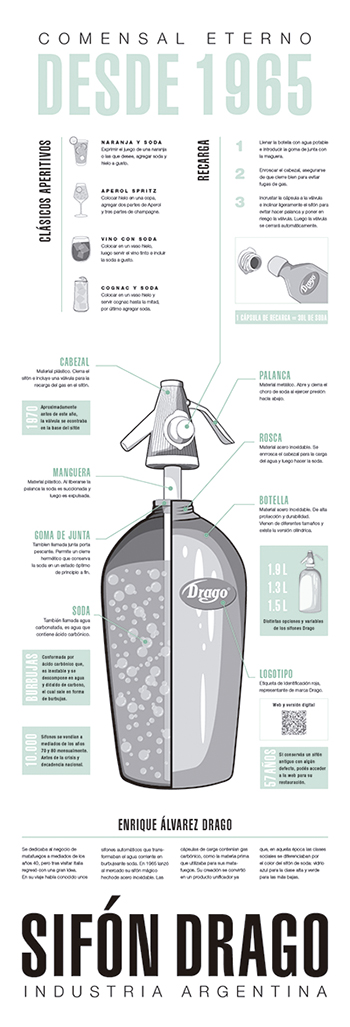 COMENSAL ETERNO
DESDE 1965
CLÁSICOS APERITIVOS
NARANJA Y SODA
Exprimir el jugo de una naranja
o las que desees, agregar soda y
hielo a gusto.
APEROL SPRITZ
Colocar hielo en una copa,
agregar dos partes de Aperol
y tres partes de champagne.
VINO CON SODA
Colocar en un vaso hielo,
luego servir el vino tinto e incluir
la soda a gusto.
COGNAC Y SODA
Colocar en un vaso hielo y
servir cognac hasta la mitad,
por último agregar soda.
RECARGA
1
Llenar la botella con agua potable
e introducir la goma de junta con
la maguera.
2
Enroscar el cabezal, asegurarse
de que cierre bien para evitar
fugas de gas.
3
Incrustar la cápsula a la válvula
e inclinar ligeramente el sifón para
evitar hacer palanca y poner en
riesgo la válvula. Luego la válvula
se cerrará automáticamente.
Drago
1 CÁPSULA DE RECARGA = 30L DE SODA
CABEZAL
Material plástico. Cierra el
sifón e incluye una válvula para la
recarga del gas en el sifón.
1970
Aproximadamente
antes de este año,
la válvula se econtraba
en la base del sifón
PALANCA
Material metálico. Abre y cierra el
choro de soda al ejercer presión
hacia abajo.
ROSCA
Material acero inoxidable. Se
enrosca el cabezal para la carga
del agua y luego hacer la soda.
MANGUERA
Material plástico. Al liberarse la
palanca la soda es succionada y
luego es expulsada.
BOTELLA
Material acero inoxidable. De alta
protección y durabilidad.
Vienen de diferentes tamaños y
exista la versión cilíndrica.
GOMA DE JUNTA
También llamada junta porta
pescante. Permite un cierre
hermético que conserva
la soda en un estado óptimo
de principio a fin.
1.9 L
1.3 L
1.5 L
Distintas opciones y variables
de los sifones Drago
Drago
SODA
También llamada agua
carbonatada, es agua que
contiene ácido carbónico.
BURBUJAS
Conformada por
ácido carbónico que,
es inestable y se
descompone en agua
y dióxido de carbono,
el cual sale en forma
de burbujas.
LOGOTIPO
Etiqueta de identificación roja,
representante de marca Drago.
Web y versión digital
10.000
Sifones se vendían a
mediados de los años
70 y 80 mensualmente.
Antes de la crisis y
decadencia nacional.
57 AÑOS
Si conserva un sifón
antiguo con algún
defecto, podés acceder
a la web para su
restauración.
ENRIQUE ÁLVAREZ DRAGO
Se dedicaba al negocio de
matafuegos a mediados de los
años 40, pero tras visitar Italia
regresó con una gran idea.
En su viaje había conocido unos
sifones automáticos que trans-
formaban el agua corriente en
burbujeante soda. En 1965 lanzó
al mercado su sifón mágico
hechode acero inoxidable. Las
cápsulas de carga contenían gas
carbónico, como la materia prima
que utilizaba para sus mata-
fuegos. Su creación se convirtió
en un producto unificador ya
que, en aquella época las clases
sociales se diferenciaban por
el color del sifón de soda: vidrio
azul para la clase alta y verde
para las más bajas.
SIFÓN DRAGO
INDUSTRIA ARGENTINA